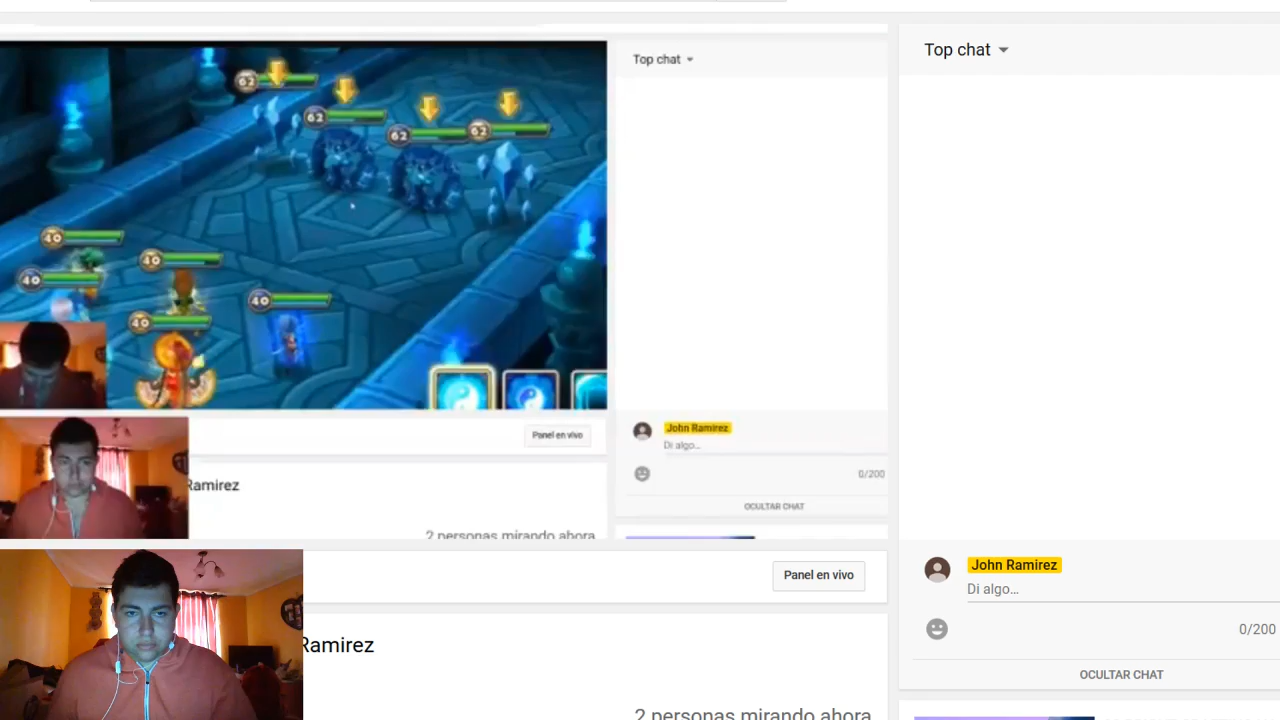 Top chat
62
62
62
62
40
40
40
40
40
John Ramirez
Di algo...
0/200
OCULTAR CHAT
Panel en vivo
Ramirez
2 personas mirando ahora
Top chat
John Ramirez
Di algo...
0/200
OCULTAR CHAT
Panel en vivo
Ramirez
2 personas mirando ahora